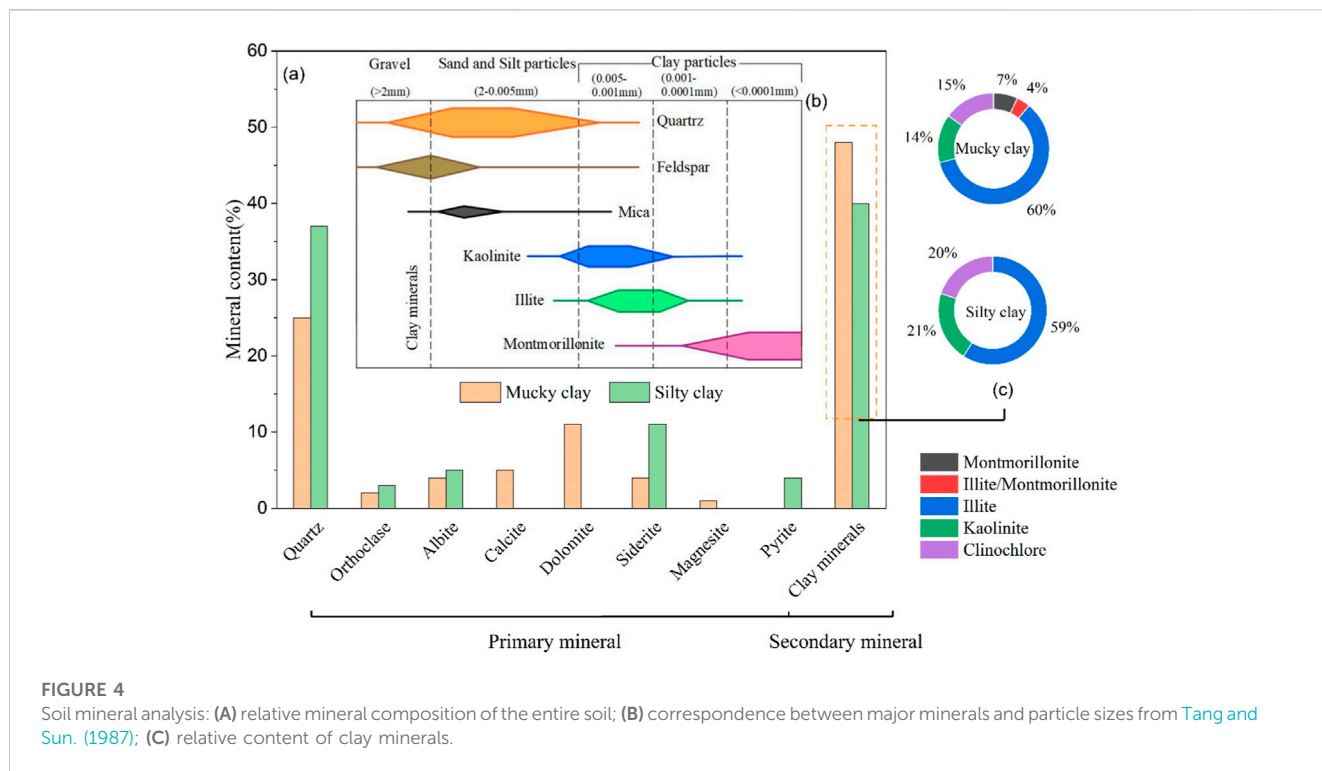 (a)
60
50
40
30
20
10
0
Mineral content(%)
Gravel
(>2mm)
Sand and Silt particles
(2-0.005mm)
Clay particles
(0.005-
0.001mm)
(0.001-
0.0001mm)
(<0.0001mm)
(b)
Quartrz
Feldspar
Mica
Kaolinite
Illite
Montmorillonite
Clay minerals
Mucky clay
Silty clay
Quartz
Orthoclase
Albite
Calcite
Dolomite
Siderite
Magnesite
Pyrite
Clay minerals
Primary mineral
Secondary mineral
7%
4%
15%
14%
60%
Mucky clay
20%
21%
59%
Silty clay
(c)
Montmorillonite
Illite/Montmorillonite
Illite
Kaolinite
Clinochlore
FIGURE 4
Soil mineral analysis: (A) relative mineral composition of the entire soil; (B) correspondence between major minerals and particle sizes from Tang and
Sun. (1987); (C) relative content of clay minerals.